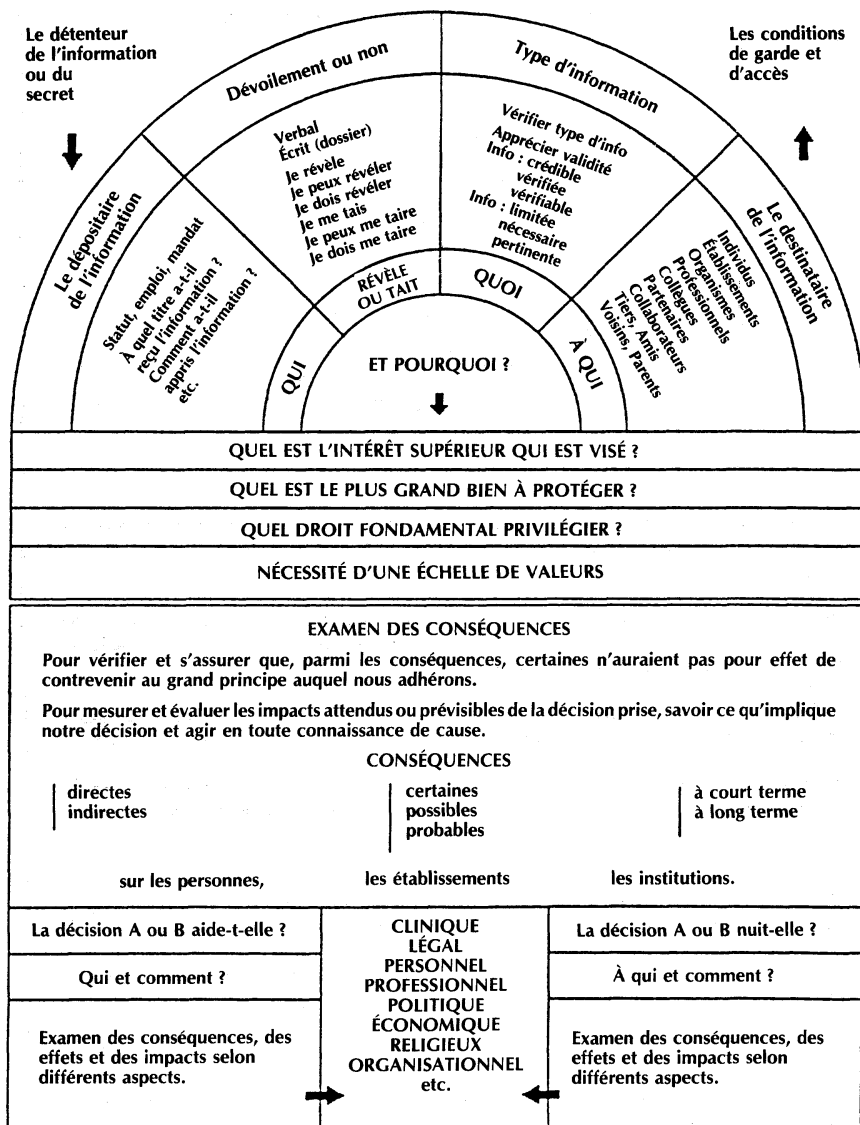 Le détenteur
de l'information
ou du
secret
Les conditions
de garde et
d'accès
Dévoilement ou non
Type d'information
Le dépositaire
de l'information
Le destinataire
de l'information
Statut, emploi, mandat
À quel titre a-t-il
reçu l'information ?
Comment a-t-il
appris l'information ?
etc.
Verbal
Écrit (dossier)
Je révèle
Je peux révéler
Je dois révéler
Je me tais
Je peux me taire
Je dois me taire
Vérifier type d'info
Apprécier validité
Info : crédible
vérifiée
vérifiable
Info : limitée
nécessaire
pertinente
Individus
Établissements
Organismes
Professionnels
Collègues
Partenaires
Collaborateurs
Tiers, Amis
Voisins, Parents
QUI
RÉVÈLE
OU TAIT
QUOI
À QUI
ET POURQUOI ?
QUEL EST L'INTÉRÊT SUPÉRIEUR QUI EST VISÉ ?
QUEL EST LE PLUS GRAND BIEN À PROTÉGER ?
QUEL DROIT FONDAMENTAL PRIVILÉGIER ?
NÉCESSITÉ D'UNE ÉCHELLE DE VALEURS
EXAMEN DES CONSÉQUENCES
Pour vérifier et s'assurer que, parmi les conséquences, certaines n'auraient pas pour effet de
contrevenir au grand principe auquel nous adhérons.
Pour mesurer et évaluer les impacts attendus ou prévisibles de la décision prise, savoir ce qu'implique
notre décision et agir en toute connaissance de cause.
CONSÉQUENCES
directes
indirectes
certaines
possibles
probables
à court terme
à long terme
sur les personnes,
les établissements
les institutions.
La décision A ou B aide-t-elle ?
Qui et comment ?
Examen des conséquences, des
effets et des impacts selon
différents aspects.
CLINIQUE
LÉGAL
PERSONNEL
PROFESSIONNEL
POLITIQUE
ÉCONOMIQUE
RELIGIEUX
ORGANISATIONNEL
etc.
La décision A ou B nuit-elle ?
À qui et comment ?
Examen des conséquences, des
effets et des impacts selon
différents aspects.